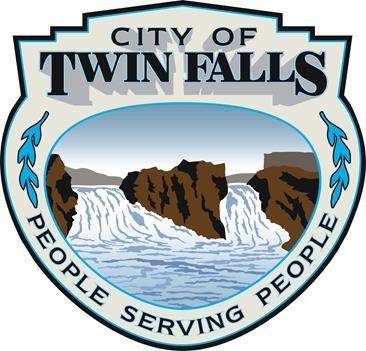 CITY OF
TWIN FALLS
PEOPLE SERVING PEOPLE